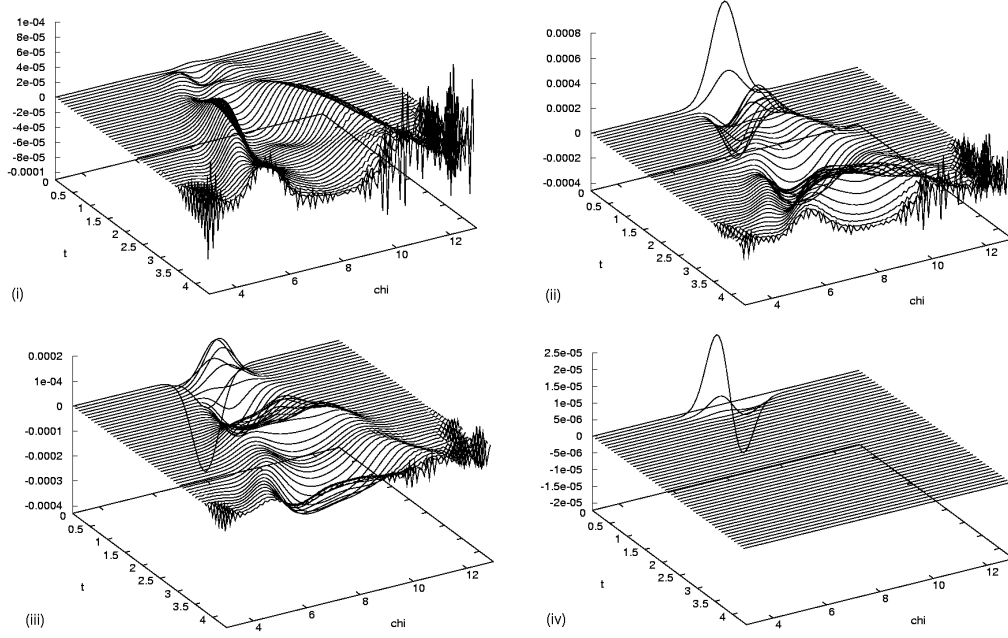 1e-04
8e-05
6e-05
4e-05
2e-05
0
-2e-05
-4e-05
-6e-05
-8e-05
-0.0001
0
0.5
1
1.5
2
2.5
3
3.5
4
t
4
6
8
10
12
chi
(i)
0.0008
0.0006
0.0004
0.0002
0
-0.0002
-0.0004
0
0.5
1
1.5
2
2.5
3
3.5
4
t
4
6
8
10
12
chi
(ii)
0.0002
1e-04
0
-0.0001
-0.0002
-0.0003
-0.0004
0
0.5
1
1.5
2
2.5
3
3.5
4
t
4
6
8
10
12
chi
(iii)
2.5e-05
2e-05
1.5e-05
1e-05
5e-06
0
-5e-06
-1e-05
-1.5e-05
-2e-05
0
0.5
1
1.5
2
2.5
3
3.5
4
t
4
6
8
10
12
chi
(iv)